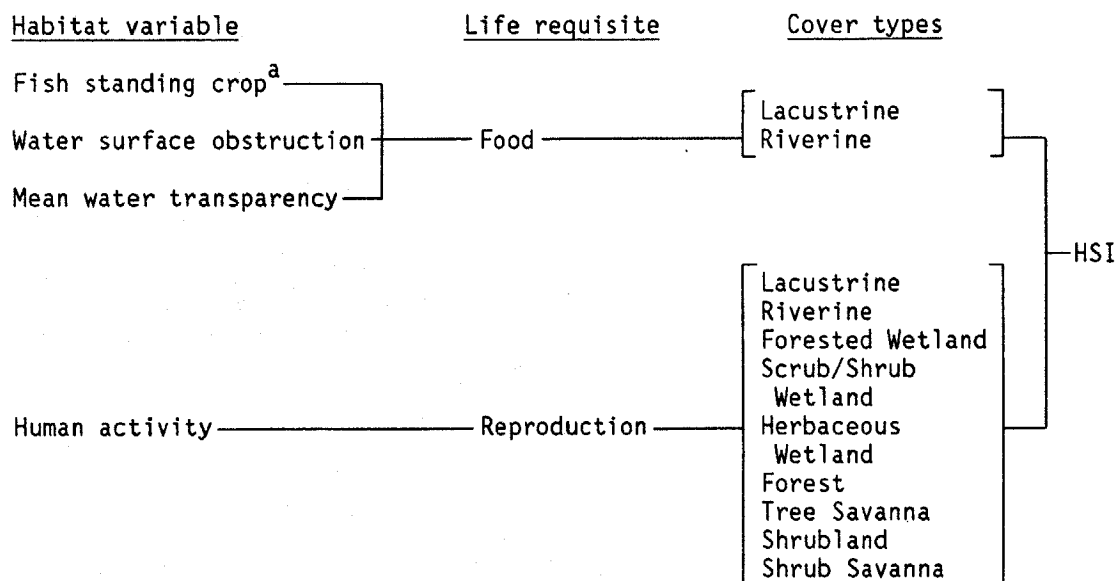 Habitat variable Life requisite Cover types
Fish standing crop^a
Water surface obstruction Food Lacustrine
Riverine
Mean water transparency
HSI
Human activity Reproduction Lacustrine
Riverine
Forested Wetland
Scrub/Shrub
Wetland
Herbaceous
Wetland
Forest
Tree Savanna
Shrubland
Shrub Savanna